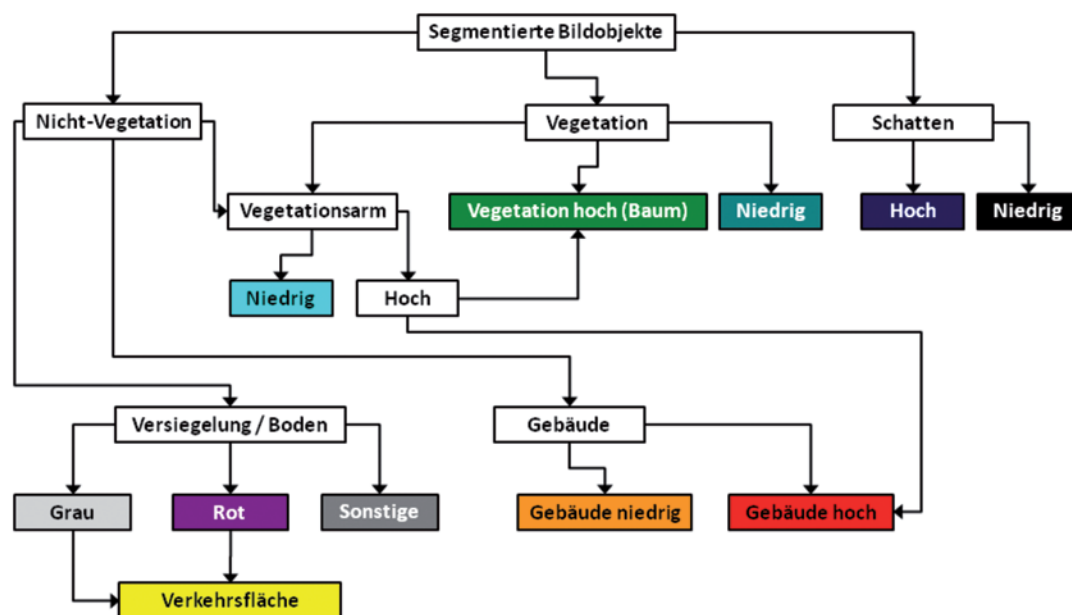 Segmentierte Bildobjekte
Nicht-Vegetation
Vegetation
Schatten
Vegetationsarm
Vegetation hoch (Baum)
Niedrig
Hoch
Niedrig
Niedrig
Hoch
Versiegelung / Boden
Gebäude
Grau
Rot
Sonstige
Gebäude niedrig
Gebäude hoch
Verkehrsfläche